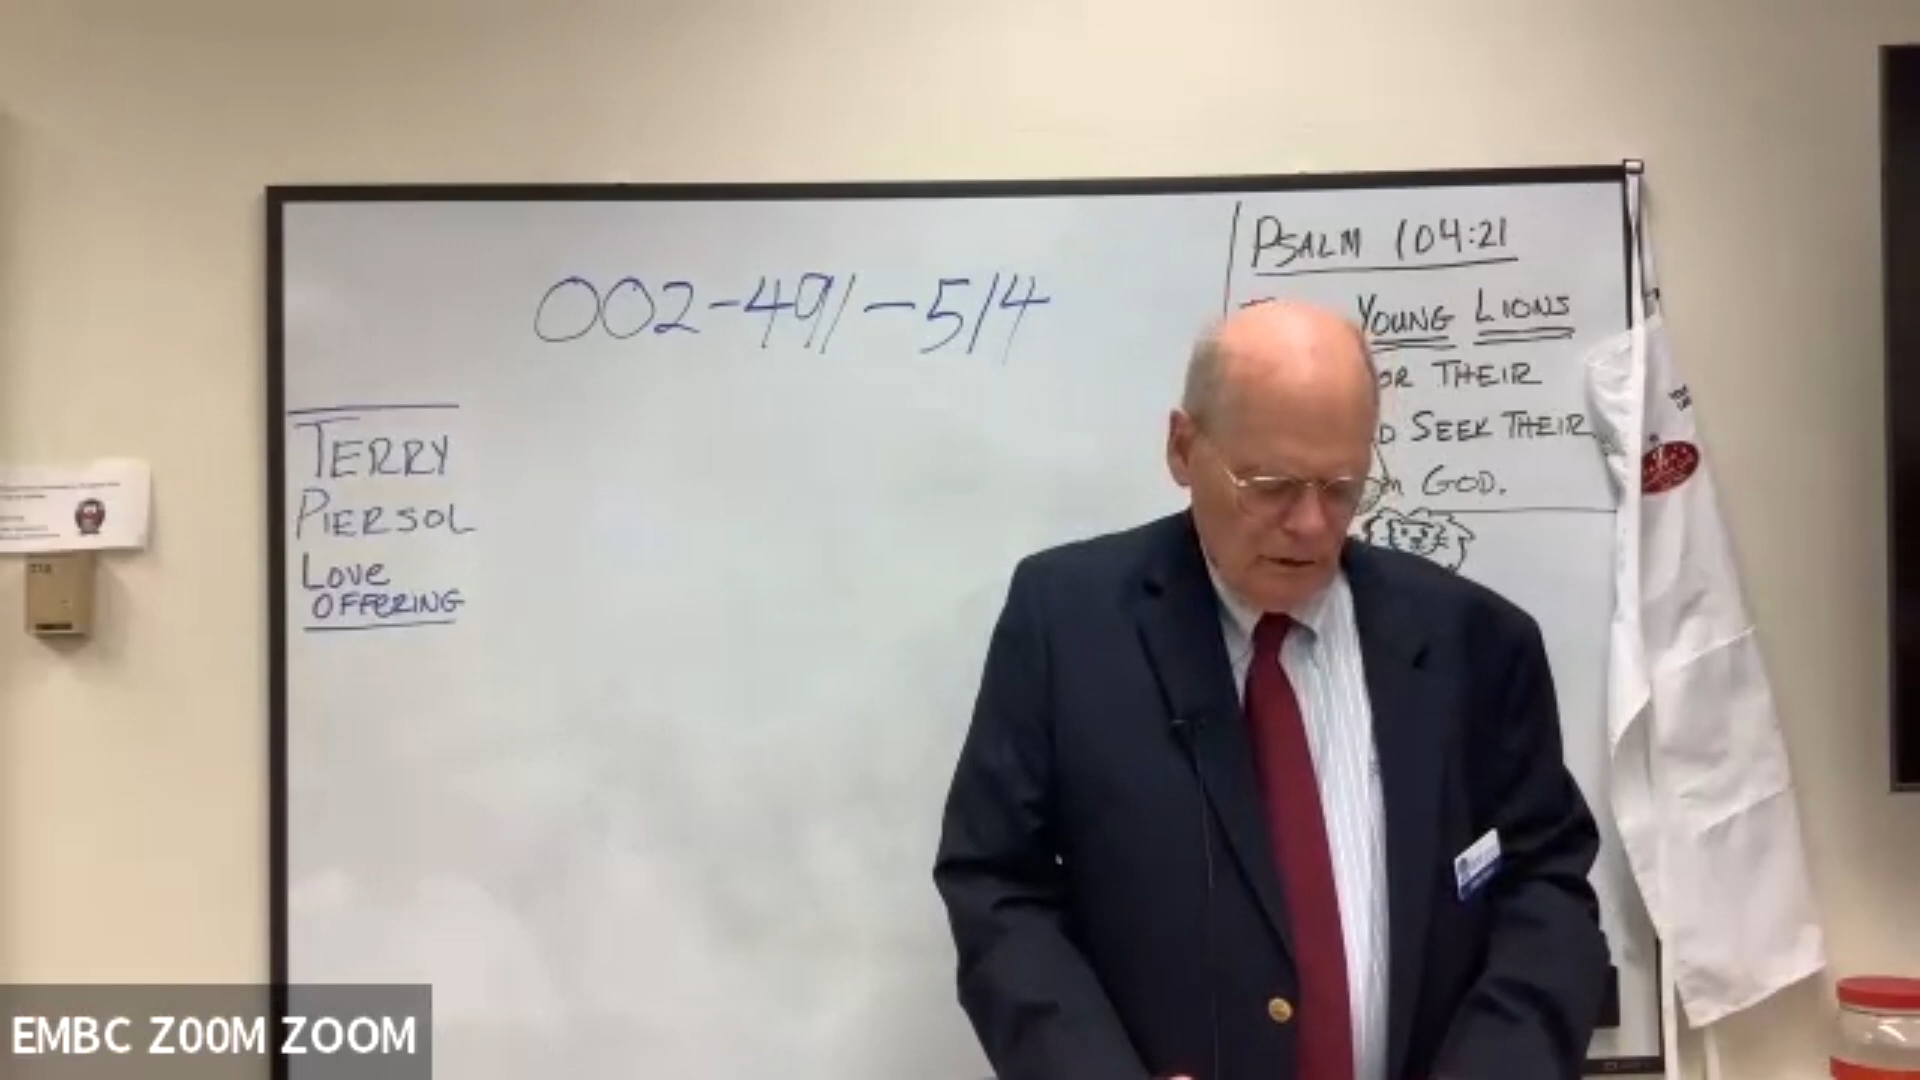 002-491-514
PSALM 104:21
YOUNG LIONS
OR THEIR
D SEEK THEIR
M GOD.
TERRY
PIERSOL
LOVE
OFFERING
EMBC Z00M ZOOM